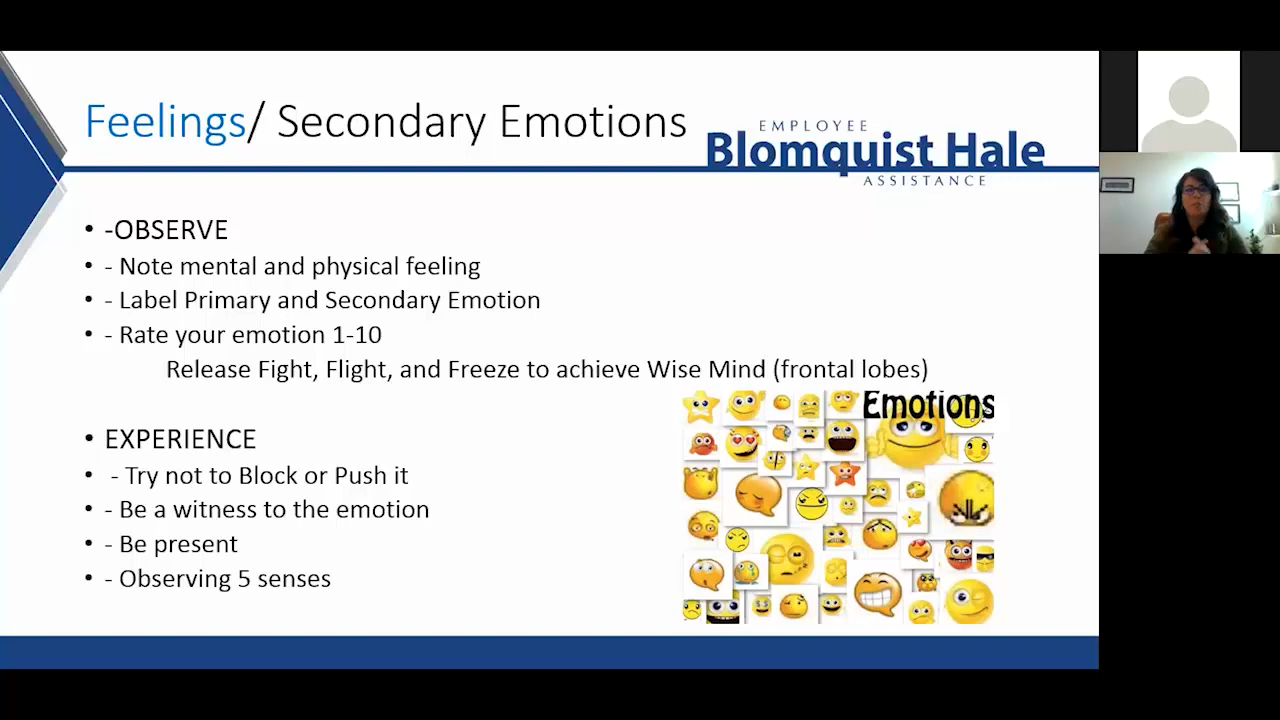 Feelings/ Secondary Emotions
EMPLOYEE
Blomquist Hale
ASSISTANCE
• -OBSERVE
• - Note mental and physical feeling
• - Label Primary and Secondary Emotion
• - Rate your emotion 1-10
Release Fight, Flight, and Freeze to achieve Wise Mind (frontal lobes)
• EXPERIENCE
• - Try not to Block or Push it
• - Be a witness to the emotion
• - Be present
• - Observing 5 senses
Emotions